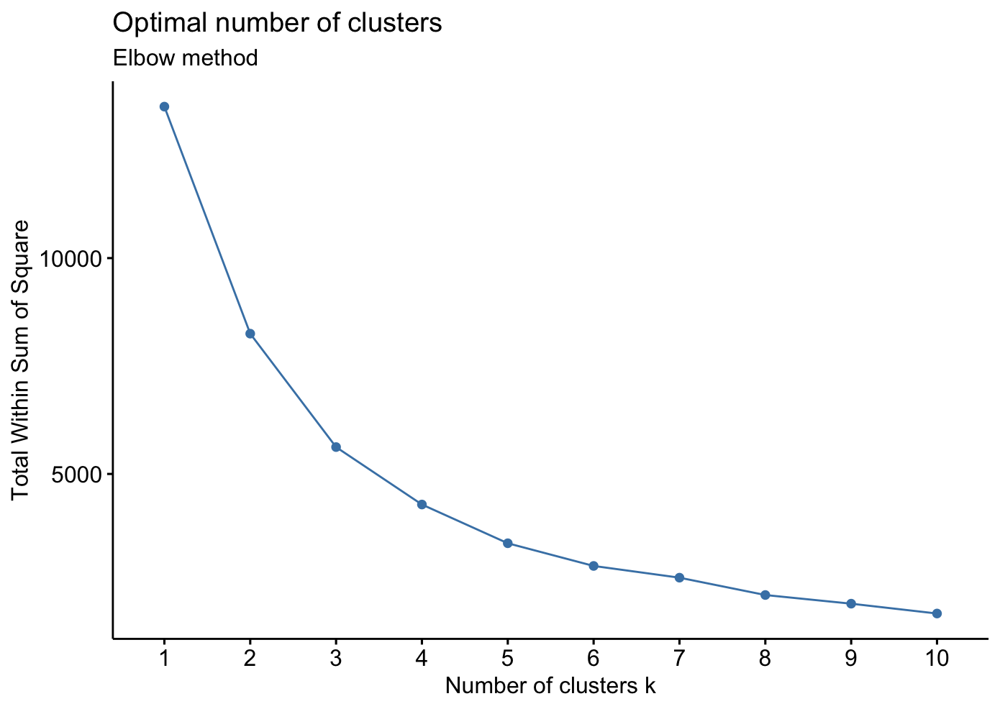 Optimal number of clusters
Elbow method
Total Within Sum of Square
10000
5000
1 2 3 4 5 6 7 8 9 10
Number of clusters k